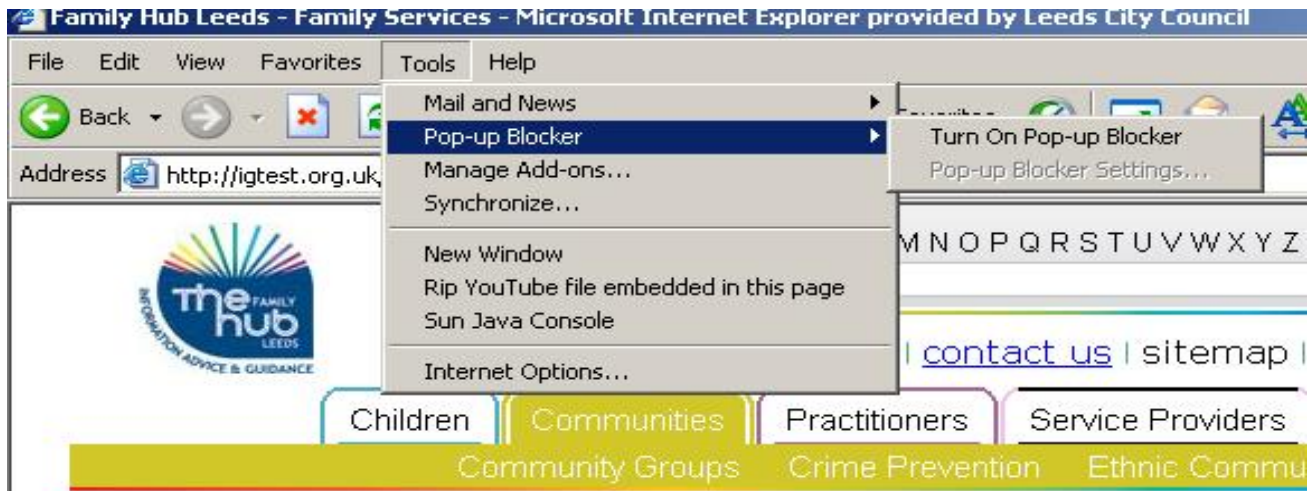 Family Hub Leeds - Family Services - Microsoft Internet Explorer provided by Leeds City Council
File Edit View Favorites Tools Help
Back
Mail and News
Pop-up Blocker
Turn On Pop-up Blocker
Address http://igtest.org.uk
Manage Add-ons...
Pop-up Blocker Settings...
Synchronize...
New Window
M N O P Q R S T U V W X Y Z
Rip YouTube file embedded in this page
Sun Java Console
Internet Options...
The FAMILY
hub
LEEDS
INFORMATION ADVICE & GUIDANCE
| contact us | sitemap |
Children Communities Practitioners Service Providers
Community Groups Crime Prevention Ethnic Commu